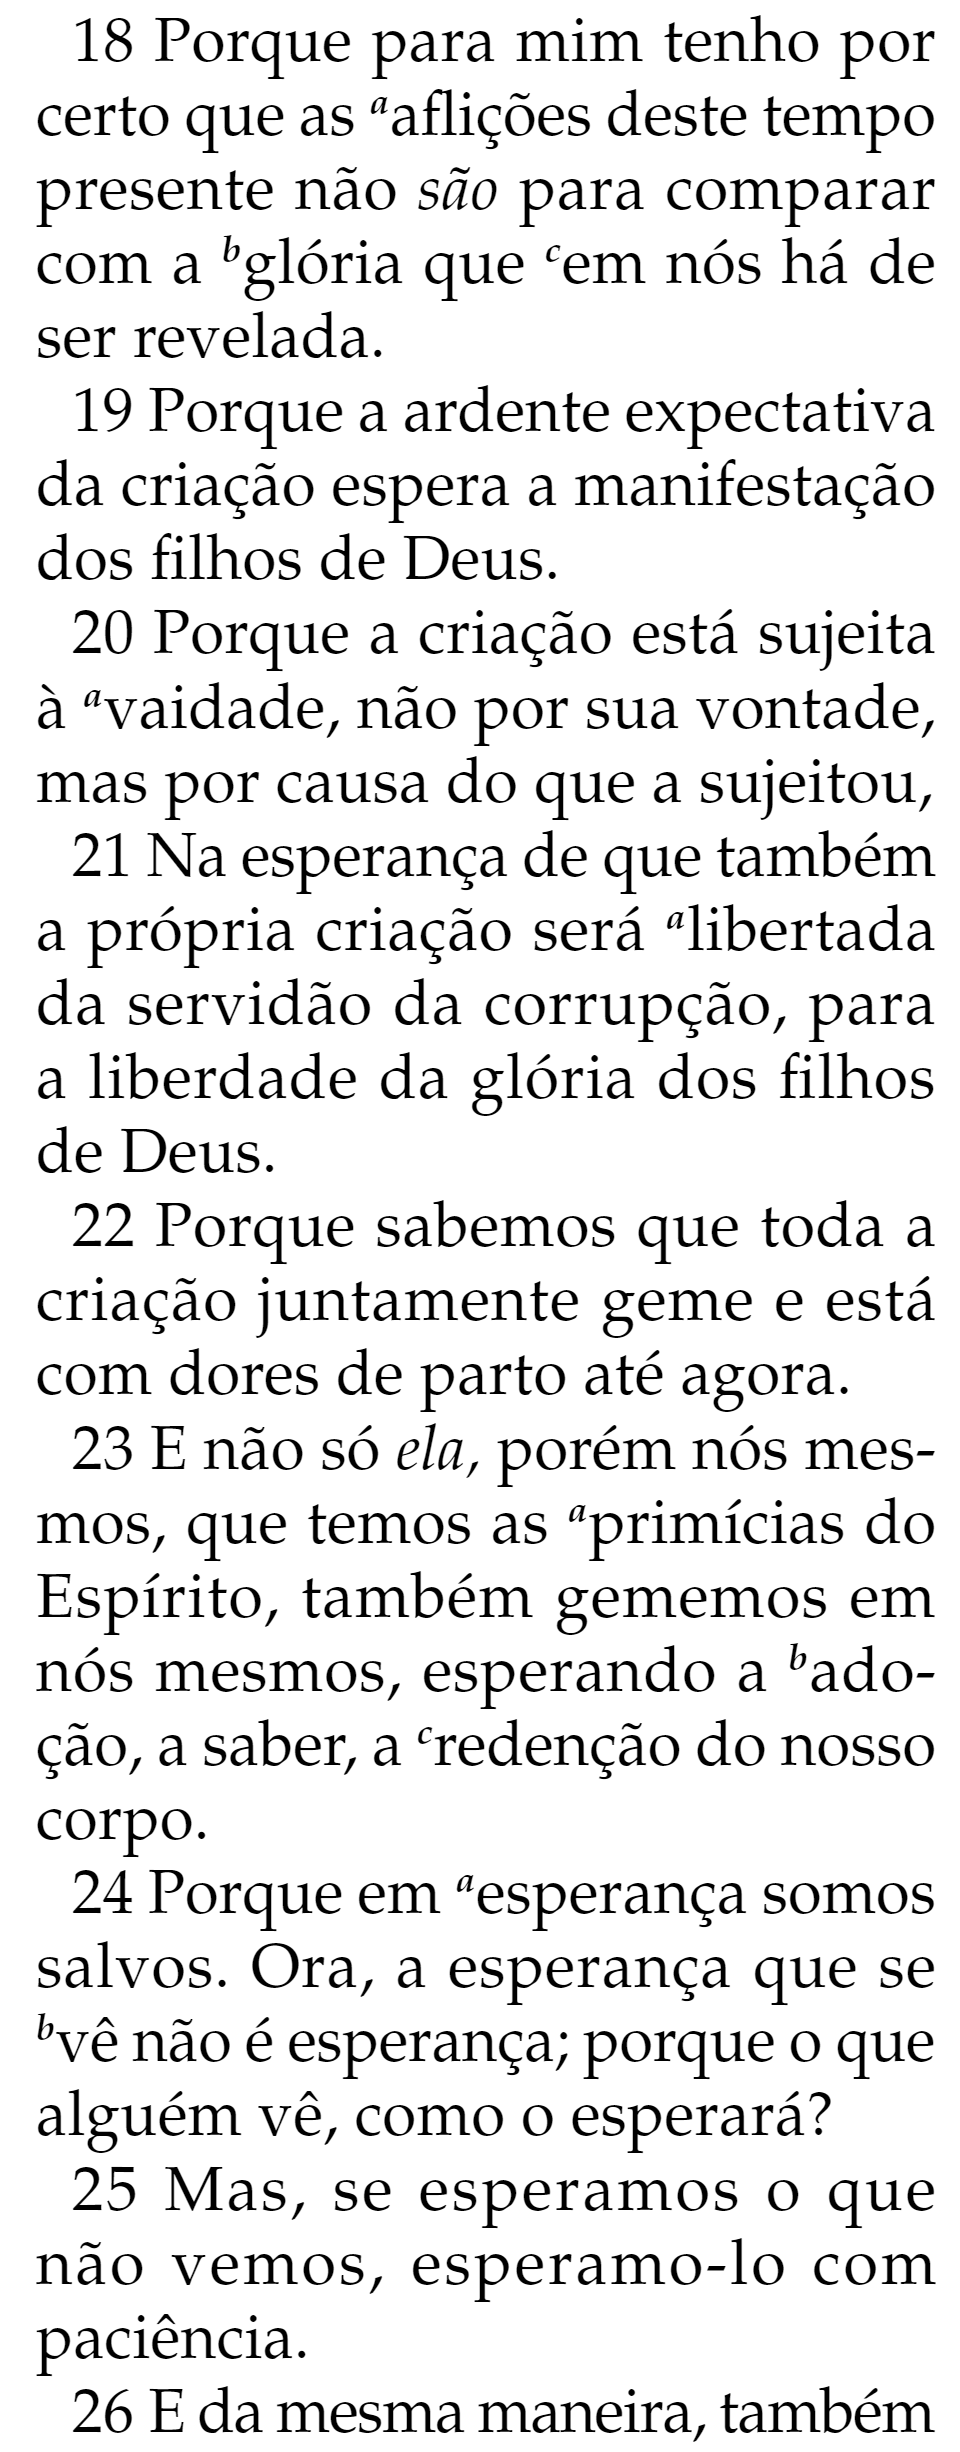 18 Porque para mim tenho por
certo que as ᵃaflições deste tempo
presente não são para comparar
com a ᵇglória que ᶜem nós há de
ser revelada.
19 Porque a ardente expectativa
da criação espera a manifestação
dos filhos de Deus.
20 Porque a criação está sujeita
à ᵃvaidade, não por sua vontade,
mas por causa do que a sujeitou,
21 Na esperança de que também
a própria criação será ᵃlibertada
da servidão da corrupção, para
a liberdade da glória dos filhos
de Deus.
22 Porque sabemos que toda a
criação juntamente geme e está
com dores de parto até agora.
23 E não só ela, porém nós mes-
mos, que temos as ᵃprimícias do
Espírito, também gememos em
nós mesmos, esperando a ᵇado-
ção, a saber, a ᶜredenção do nosso
corpo.
24 Porque em ᵃesperança somos
salvos. Ora, a esperança que se
ᵇvê não é esperança; porque o que
alguém vê, como o esperará?
25 Mas, se esperamos o que
não vemos, esperamo-lo com
paciência.
26 E da mesma maneira, também